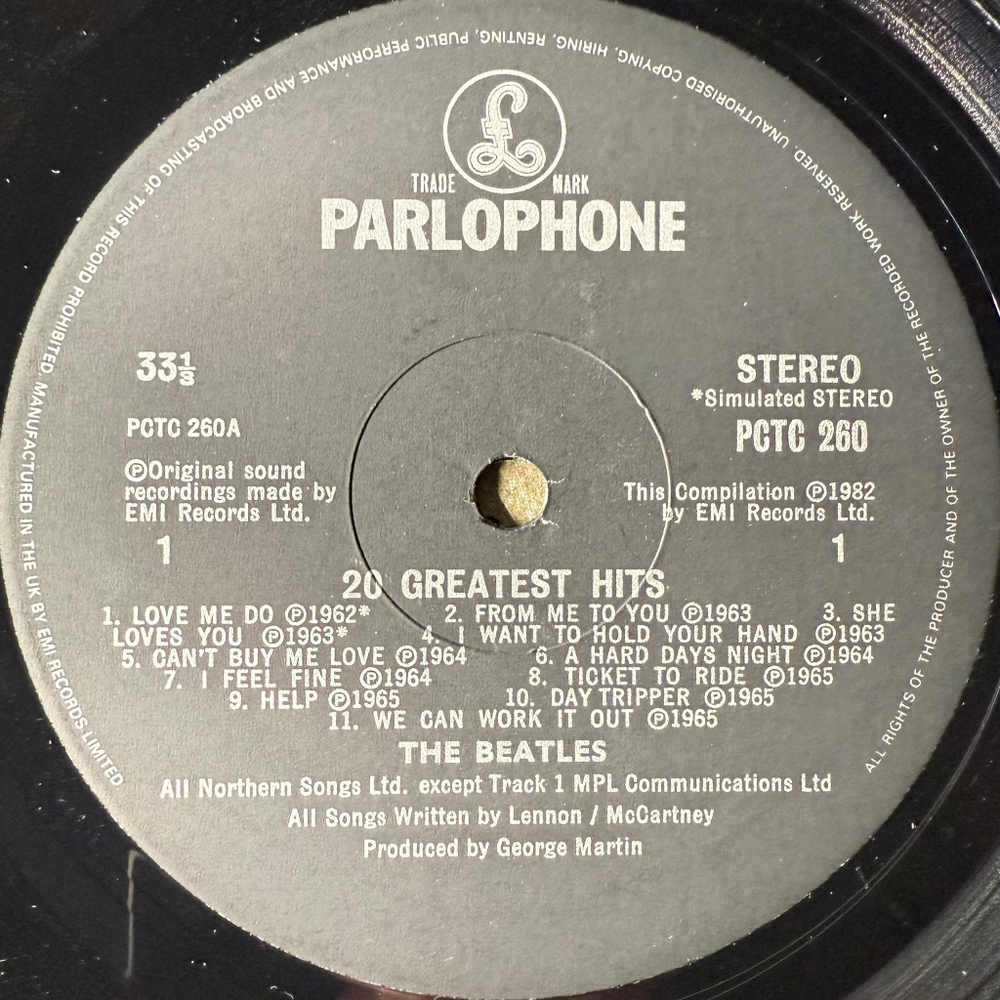 ALL RIGHTS OF THE PRODUCER AND OF THE OWNER OF THE RECORDED WORK RESERVED. UNAUTHORISED COPYING, HIRING, RENTING, PUBLIC PERFORMANCE AND BROADCASTING OF THIS RECORD PROHIBITED. MANUFACTURED IN THE UK BY EMI RECORDS LIMITED
£
TRADE MARK
PARLOPHONE
33⅓
STEREO
*Simulated STEREO
PCTC 260A
PCTC 260
ⓅOriginal sound
recordings made by
EMI Records Ltd.
This Compilation Ⓟ1982
by EMI Records Ltd.
1
1
20 GREATEST HITS
1. LOVE ME DO Ⓟ1962* 2. FROM ME TO YOU Ⓟ1963 3. SHE
LOVES YOU Ⓟ1963* 4. I WANT TO HOLD YOUR HAND Ⓟ1963
5. CAN'T BUY ME LOVE Ⓟ1964 6. A HARD DAYS NIGHT Ⓟ1964
7. I FEEL FINE Ⓟ1964 8. TICKET TO RIDE Ⓟ1965
9. HELP Ⓟ1965 10. DAY TRIPPER Ⓟ1965
11. WE CAN WORK IT OUT Ⓟ1965
THE BEATLES
All Northern Songs Ltd. except Track 1 MPL Communications Ltd
All Songs Written by Lennon / McCartney
Produced by George Martin